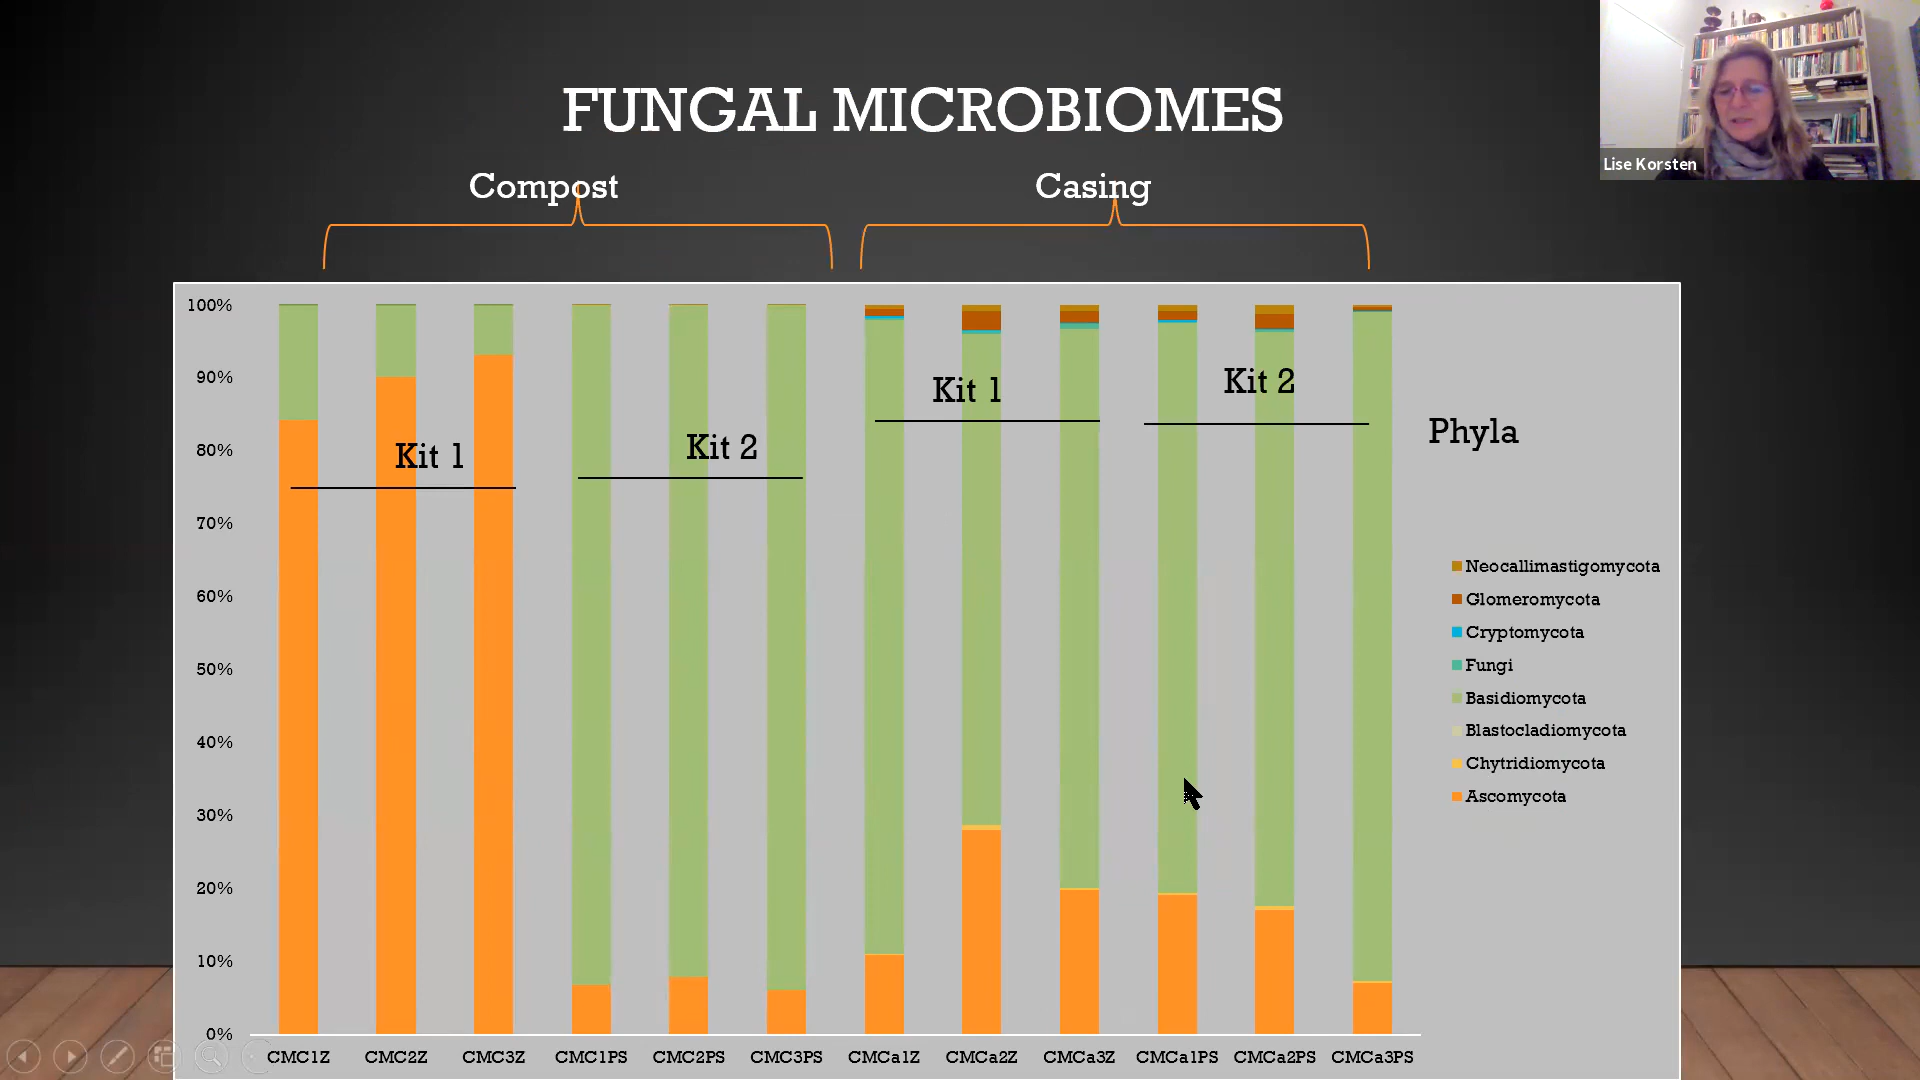 FUNGAL MICROBIOMES
Lise Korsten
Compost
Casing
100%
90%
80%
70%
60%
50%
40%
30%
20%
10%
0%
Kit 1
Kit 2
Kit 1
Kit 2
Phyla
Neocallimastigomycota
Glomeromycota
Cryptomycota
Fungi
Basidiomycota
Blastocladiomycota
Chytridiomycota
Ascomycota
CMC1Z CMC2Z CMC3Z CMC1PS CMC2PS CMC3PS CMCa1Z CMCa2Z CMCa3Z CMCa1PS CMCa2PS CMCa3PS